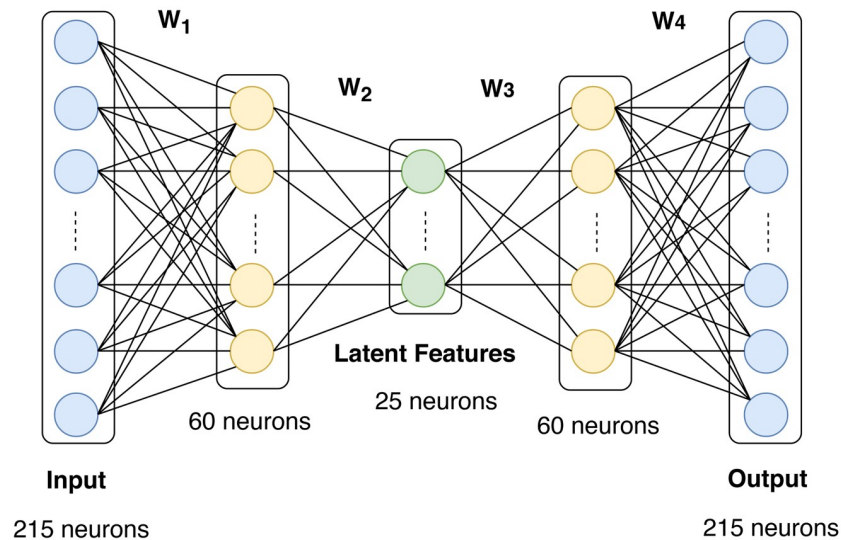 W1
W2
W3
W4
60 neurons
Latent Features
25 neurons
60 neurons
Input
215 neurons
Output
215 neurons